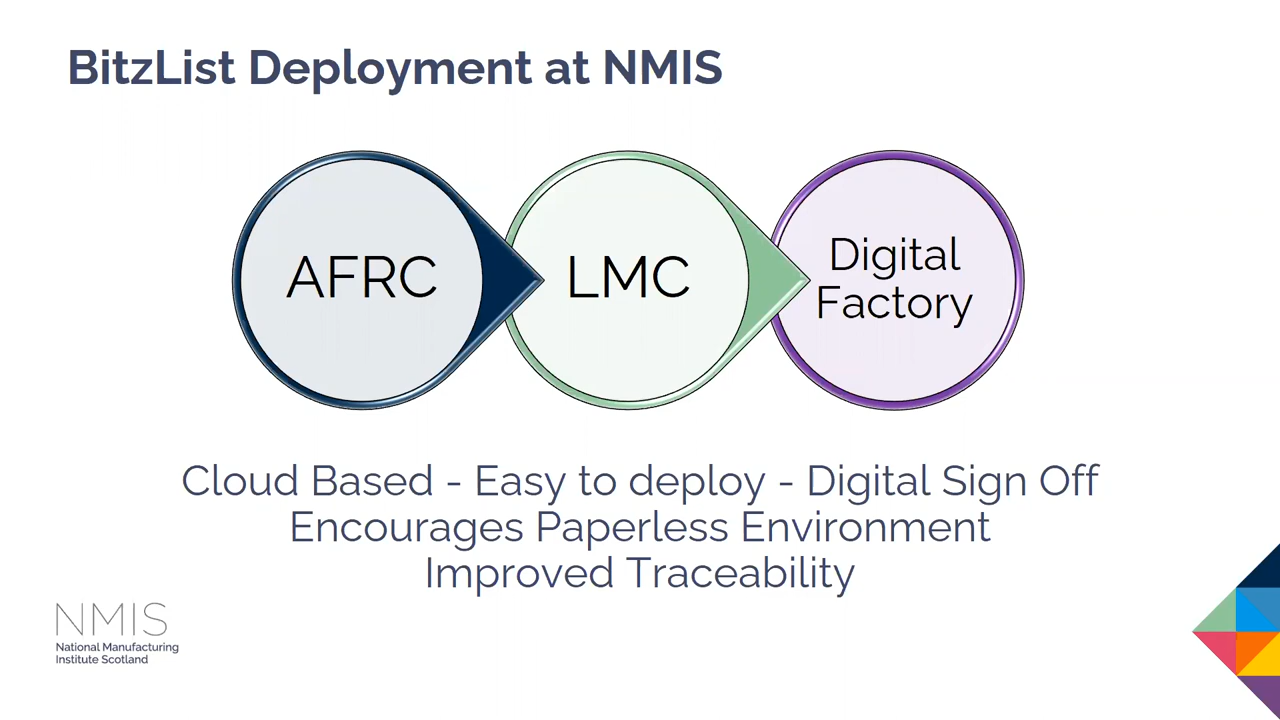 BitzList Deployment at NMIS
AFRC
LMC
Digital
Factory
Cloud Based - Easy to deploy - Digital Sign Off
Encourages Paperless Environment
Improved Traceability
NMIS
National Manufacturing
Institute Scotland